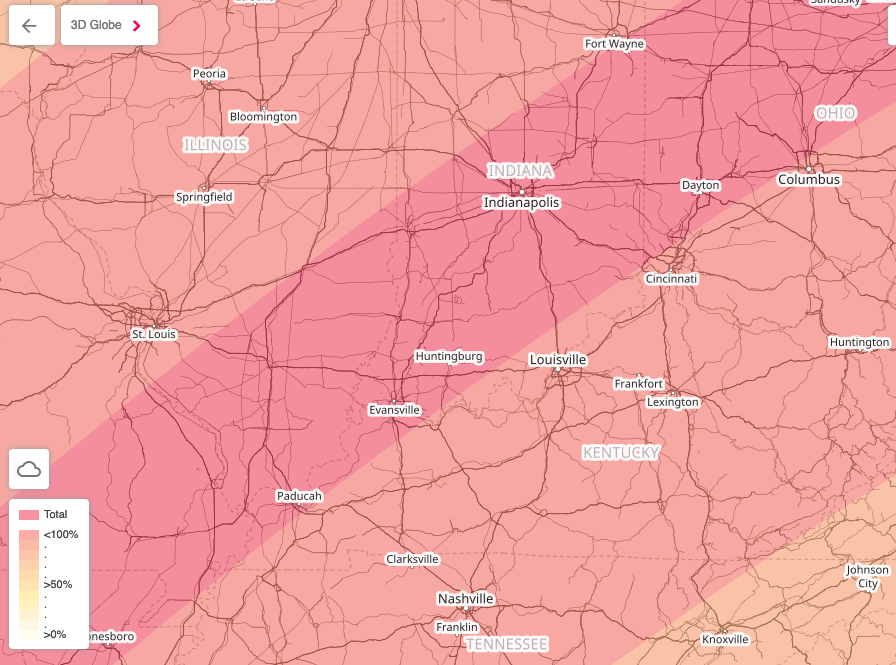 3D Globe
Fort Wayne
Peoria
Bloomington
OHIO
ILLINOIS
INDIANA
Columbus
Dayton
Springfield
Indianapolis
Cincinnati
St. Louis
Huntington
Huntingburg
Louisville
Frankfort
Lexington
Evansville
KENTUCKY
Paducah
Total
<100%
>50%
>0%
Clarksville
Johnson
City
Nashville
Franklin
TENNESSEE
Knoxville
nesboro